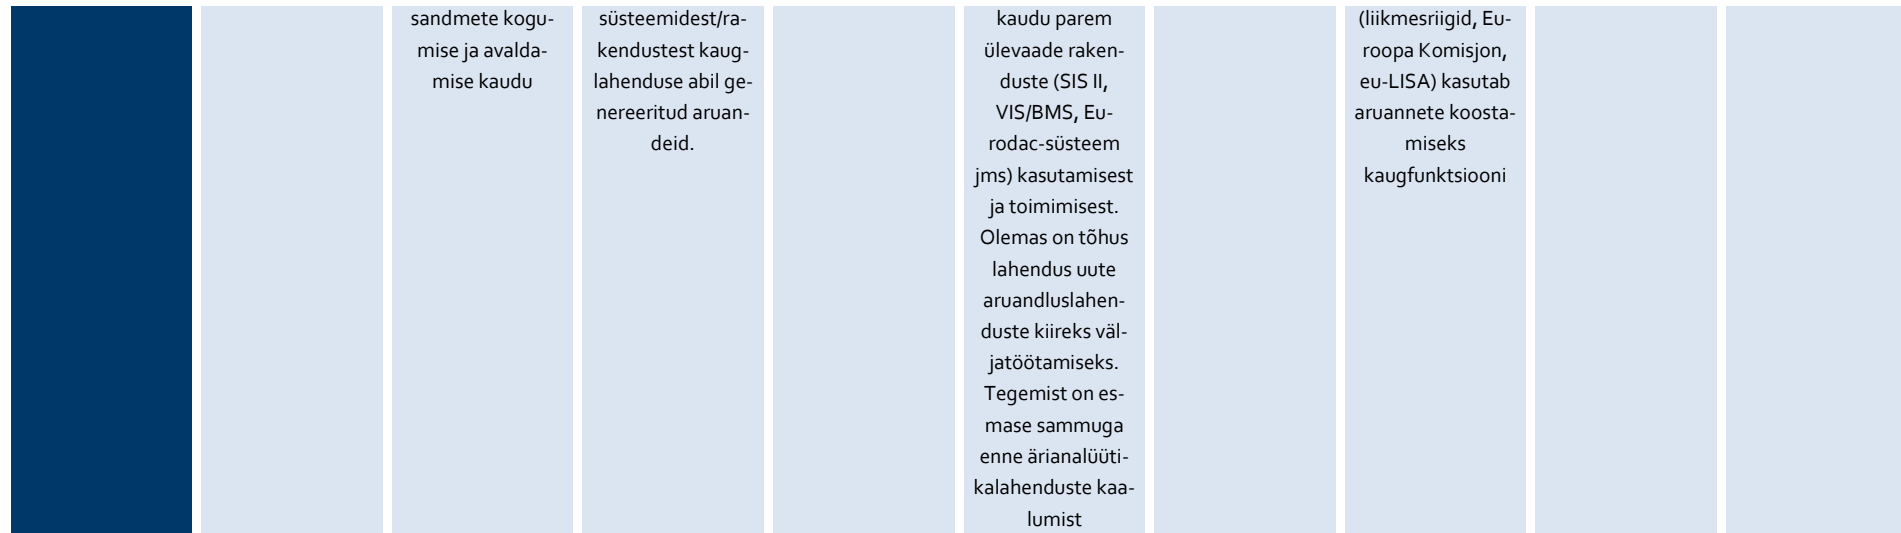 sandmete kogu-
mise ja avalda-
mise kaudu
süsteemidest/ra-
kendustest kaug-
lahenduse abil ge-
nereeritud aruan-
deid.
kaudu parem
ülevaade raken-
duste (SIS II,
VIS/BMS, Eu-
rodac-süsteem
jms) kasutamisest
ja toimimisest.
Olemas on tõhus
lahendus uute
aruandluslahen-
duste kiireks väl-
jatöötamiseks.
Tegemist on es-
mase sammuga
enne ärianalüüti-
kalahenduste kaa-
lumist
(liikmesriigid, Eu-
roopa Komisjon,
eu-LISA) kasutab
aruannete koosta-
miseks
kaugfunktsiooni